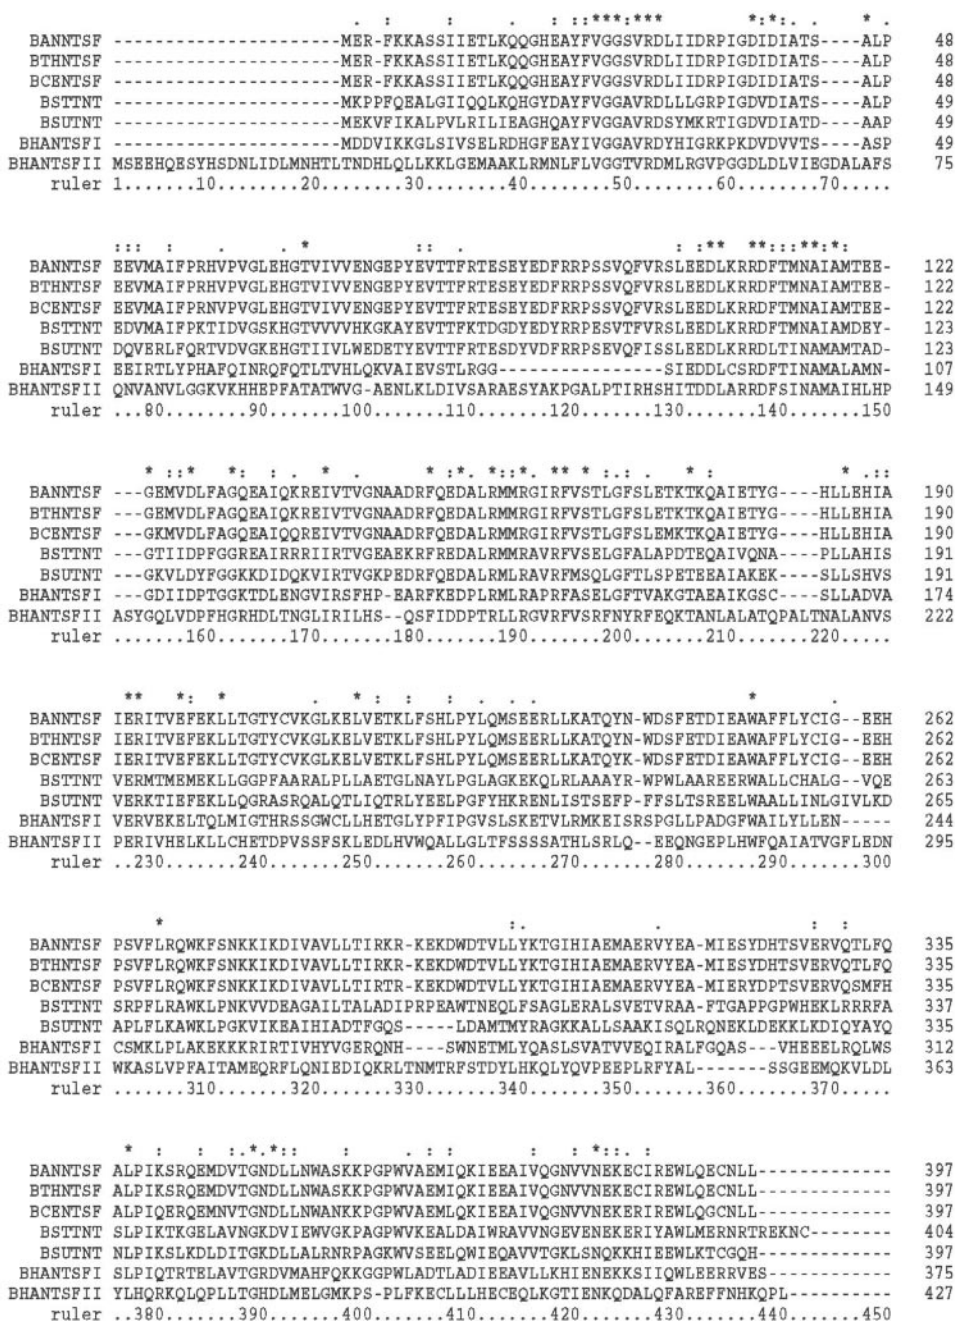 . : : . : ::***:***: :*:. . * .
BANNTSF -----------------------MER-FKKASSIIETLKQQGHEAYFVGGSVRDLIIDRPIGDIDIATS----ALP 48
BTHNTSF -----------------------MER-FKKASSIIETLKQQGHEAYFVGGSVRDLIIDRPIGDIDIATS----ALP 48
BCENTSF -----------------------MER-FKKASSIIETLKQQGHEAYFVGGSVRDLIIDRPIGDIDIATS----ALP 48
BSTTNT -----------------------MKPPFQEALGIIQQLKQHGYDAYFVGGAVRDLLLGRPIGDVDIATS----ALP 49
BSUTNT -----------------------MEKVFIKALPVLRILIEAGHQAYFVGGAVRDSYMKRTIGDVDIATD----AAP 49
BHANTSFI -----------------------MDDVIKKGLSIVSELRDHGFEAYFVGGAVRDYHIGRKPKDVDVVTS----ASP 49
BHANTSFII MSEEHQESYHSDNLIDLMNHTLTNDHLQLLKKLGEMAAKLRMNLFLVGGTVRDMLRGVPGGDLDLVIEGDALAFS 75
ruler 1.......10........20........30........40........50........60........70.....
::: : . . * :: . : :** **::**:*:
BANNTSF EEVMAIFPRHVPVGLEHGTVIVVENGEPYEVTTFRTESEYEDFRRPSSVQFVRSLEEDLKRRDFTMNAIAMTEE- 122
BTHNTSF EEVMAIFPRHVPVGLEHGTVIVVENGEPYEVTTFRTESEYEDFRRPSSVQFVRSLEEDLKRRDFTMNAIAMTEE- 122
BCENTSF EEVMAIFPRNVPVGLEHGTVIVVENGEPYEVTTFRTESEYEDFRRPSSVQFVRSLEEDLKRRDFTMNAIAMTEE- 122
BSTTNT EDVMAIFPKTIDVGSKHGTVVVVHKGKAYEVTTFKTDGDYEDYRRPESVTFVRSLEEDLKRRDFTMNAIAMDEY- 123
BSUTNT DQVERLFQRTVDVGKEHGTIIVLWEDETYEVTTFRTESDYVDFRRPSEVQFISSLEEDLKRRDLTINAMAMTAD- 123
BHANTSFI EEIRTLYPHAFQINRQFQTLTVHLQKVAIEVSTLRGG---------------SIEDDLCSRDFTINAMALAMN- 107
BHANTSFII QNVANVLGGKVKHHEPFATATWVG-AENLKLDIVSARAESYAKPGALPTIRHSHITDDLARRDFSINAMAIHLHP 149
ruler ...80........90.......100.......110.......120.......130.......140.......150
* ::* *: :. * . * :*. *::*. **.*.:.: . * : * .::
BANNTSF ---GEMVDLFAGQEAIQKREIVTVGNAADRFQEDALRMMRGIRFVSTLGFSLETKTKQAIETYG----HLLEHIA 190
BTHNTSF ---GEMVDLFAGQEAIQKREIVTVGNAADRFQEDALRMMRGIRFVSTLGFSLETKTKQAIETYG----HLLEHIA 190
BCENTSF ---GKMVDLFAGQEAIQQREIVTVGNAADRFQEDALRMMRGIRFVSTLGFSLEMKTKQAIETYG----HLLEHIA 190
BSTTNT ---GTIIDPFGGREAIRRRIIRTVGEAEKRFREDALRMMRAVRFVSELGFALAPDTEQAIVQNA----PLLAHIS 191
BSUTNT ---GKVLDYFGGKKDIDQKVIRTVGKPEDRFQEDALRMLRAVRFMSQLGFTLSPETEEAIAKEK----SLLSHVS 191
BHANTSFI ---GDIIDPTGGKTDLENGVIRSFHP-EARFKEDPLRMLRAPRFASELGFTVAKGTAEAIKGSC----SLLADVA 174
BHANTSFII ASYGQLVDPFHGRHDLTNGLIRILHS--QSFIDDPTRLLRGVRFVSRFNYRFEQKTANLALATQPALTNALANVS 222
ruler .......160.......170.......180.......190.......200.......210.......220.....
** *: * . * : : : . . * .
BANNTSF IERITVEFEKLLTGTYCVKGLKELVETKLFSHLPYLQMSEERLLKATQYN-WDSFETDIEAWAFFLYCIG--EEH 262
BTHNTSF IERITVEFEKLLTGTYCVKGLKELVETKLFSHLPYLQMSEERLLKATQYN-WDSFETDIEAWAFFLYCIG--EEH 262
BCENTSF IERITVEFEKLLTGTYCVKGLKELVETKLFSHLPYLQMSEERLLKATQYK-WDSFETDIEAWAFFLYCIG--EEH 262
BSTTNT VERMTMEMEKLLGGPFAARALPLLAETGLNAYLPGLAGKEKQLRLAAAYR-WPWLAAREERWALLCHALG--VQE 263
BSUTNT VERKTIEFEKLLQGRASRQALQTLIQTRLYEELPGFYHKRENLISTSEFP-FFSLTSREELWAALLINLGIVLKD 265
BHANTSFI VERVEKELTQLMIGTHRSSGWCLLHETGLYPFIPGVSLSKETVLRMKEISRSPGLLPADGFWAILYLLEN----- 244
BHANTSFII PERIVHELKLLCHETDPVSSFSKLEDLHVWQALLGLTFSSSSATHLSRLQ--EEQNGEPLHWFQAIATVGFLEDN 295
ruler ...230.......240.......250.......260.......270.......280.......290.......300
* :. . : :
BANNTSF PSVFLRQWKFSNKKIKDIVAVLLTIRKR-KEKDWDTVLLYKTGIHIAEMAERVYEA-MIESYDHTSVERVQTLFQ 335
BTHNTSF PSVFLRQWKFSNKKIKDIVAVLLTIRKR-KEKDWDTVLLYKTGIHIAEMAERVYEA-MIESYDHTSVERVQTLFQ 335
BCENTSF PSVFLRQWKFSNKKIKDIVAVLLTIRTR-KEKDWDTVLLYKTGIHIAEMAERVYEA-MIERYDPTSVERVQSMFH 335
BSTTNT SRPFLRAWKLPNKVVDEAGAILTALADIPRPEAWTNEQLFSAGLERALSVETVRAA-FTGAPPGPWHEKLRRRFA 337
BSUTNT APLFLKAWKLPGKVIKEAIHIADTFGQS-----LDAMTMYRAGKKALLSAAKISQLRQNEKLDEKKLKDIQYAYQ 335
BHANTSFI CSMKLPLAKEKKKRIRTIVHYVGERQNH----SWNETMLYQASLSVATVVEQIRALFGQAS---VHEEELRQLWS 312
BHANTSFII WKASLVPFAITAMEQRFLQNIEDIQKRLTNMTRFSTDYLHKQLYQVPEEPLRFYAL-------SSGEEMQKVLDL 363
ruler .......310.......320.......330.......340.......350.......360.......370.....
* : : :.*.*:: : . : : : *:: :
BANNTSF ALPIKSRQEMDVTGNDLLNWASKKPGPWVAEMIQKIEEAIVQGNVVNEKECIREWLQECNLL------------- 397
BTHNTSF ALPIKSRQEMDVTGNDLLNWASKKPGPWVAEMIQKIEEAIVQGNVVNEKECIREWLQECNLL------------- 397
BCENTSF ALPIQERQEMNVTGNDLLNWANKKPGPWVAEMLQKIEEAIVQGNVVNEKERIREWLQGCNLL------------- 397
BSTTNT SLPIKTKGELAVNGKDVIEWVGKPAGPWVKEALDAIWRAVVNGEVENEKERIYAWLMERNRTREKNC-------- 404
BSUTNT NLPIKSLKDLDITGKDLLALRNRPAGKWVSEELQWIEQAVVTGKLSNQKKHIEEWLKTCGQH------------- 397
BHANTSFI SLPIQTRTELAVTGRDVMAHFQKKGGPWLADTLADIEEAVLLKHIENEKKSIIQWLEERRVES------------ 375
BHANTSFII YLHQRKQLQPLLTGHDLMELGMKPS-PLFKECLLLHECEQLKGTIENKQDALQFAREFFNHKQPL---------- 427
ruler ..380.......390.......400.......410.......420.......430.......440.......450